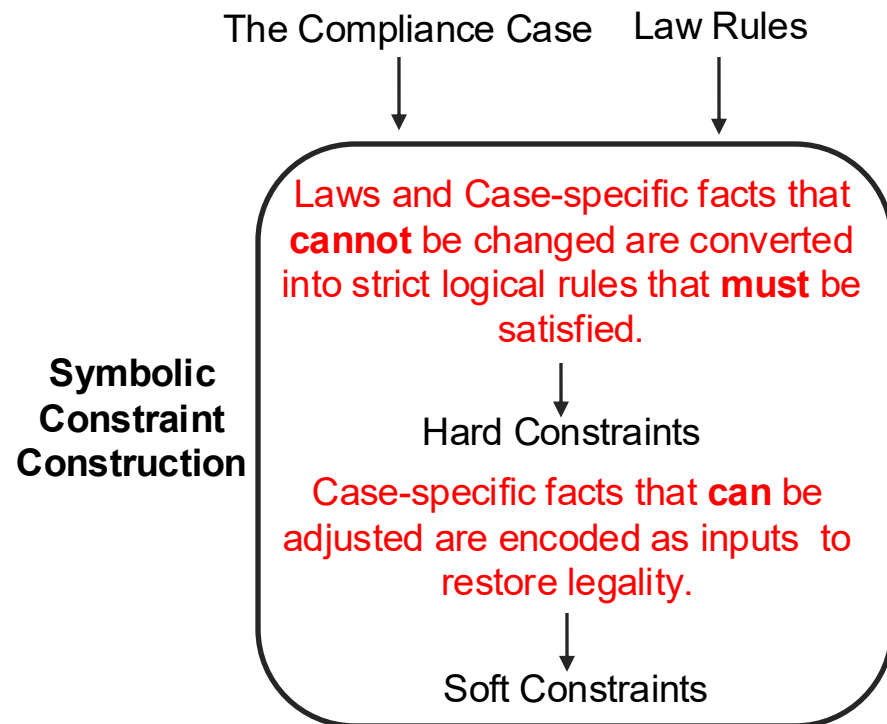 The Compliance Case
Law Rules
Laws and Case-specific facts that
cannot be changed are converted
into strict logical rules that must be
satisfied.
Symbolic
Constraint
Construction
Hard Constraints
Case-specific facts that can be
adjusted are encoded as inputs to
restore legality.
Soft Constraints